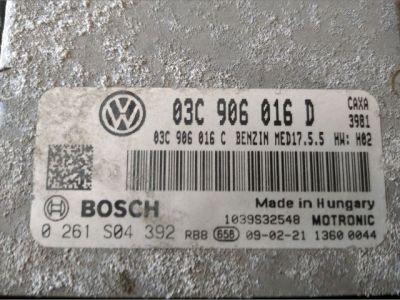 03C 906 016 D CAXA
3981
03C 906 016 C BENZIN MED17.5.5 HW: H02
BOSCH Made in Hungary
1039S32548 MOTRONIC
0 261 S04 392 RB8 65B 09-02-21 1360 0044